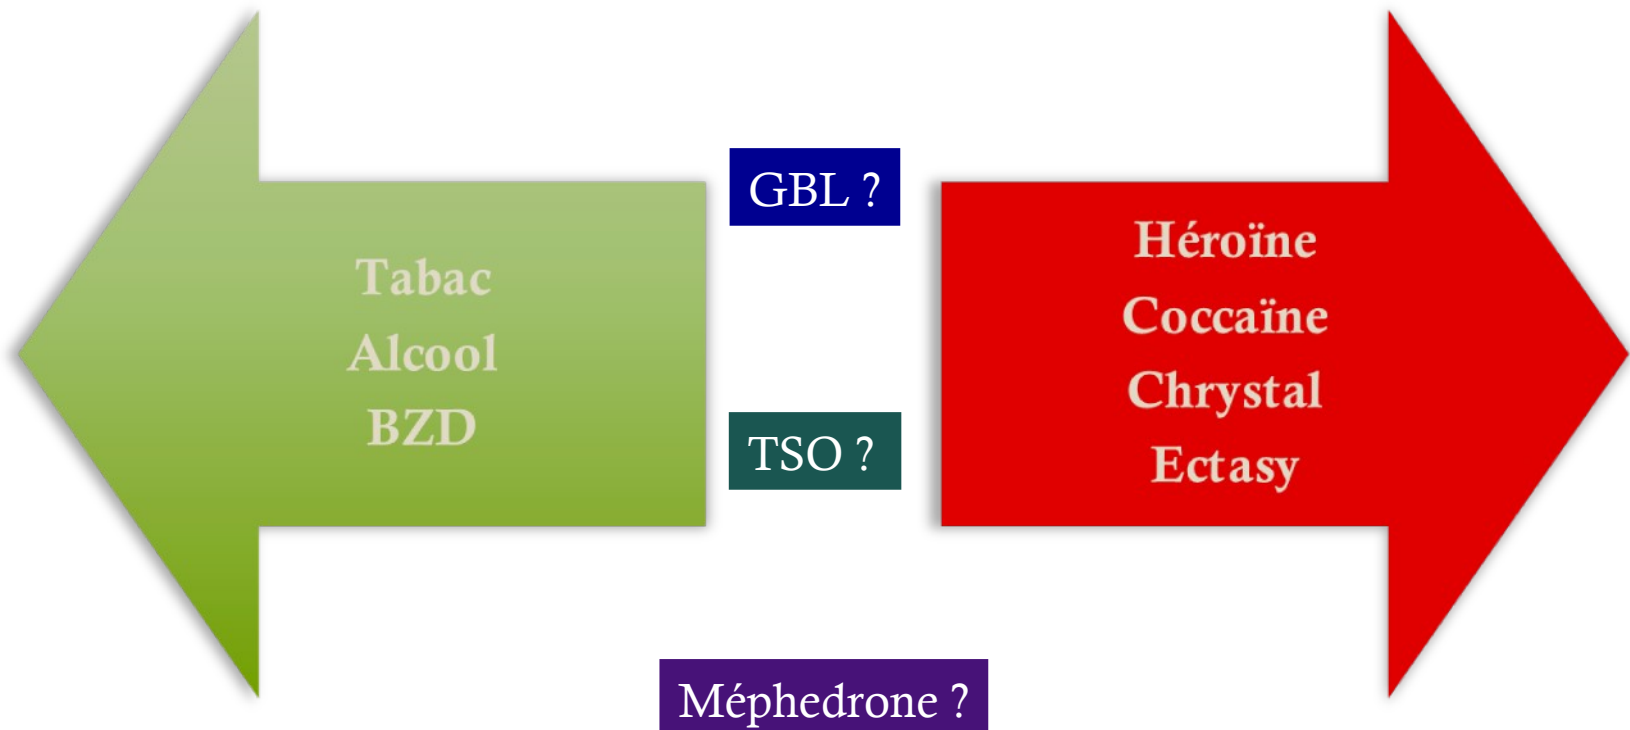 Tabac
Alcool
BZD
GBL ?
TSO ?
Méphedrone ?
Héroïne
Coccaïne
Chrystal
Ectasy